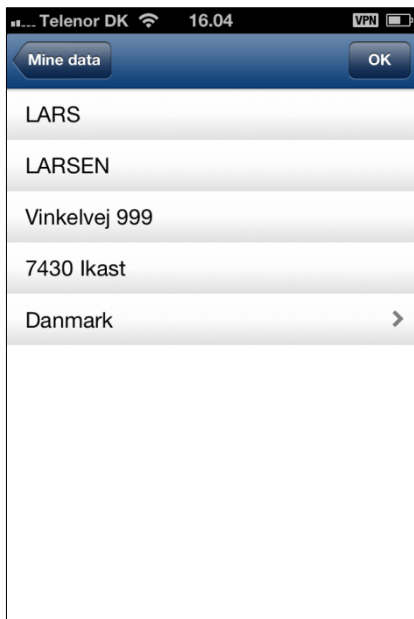 Telenor DK 16.04 VPN
Mine data OK
LARS
LARSEN
Vinkelvej 999
7430 Ikast
Danmark